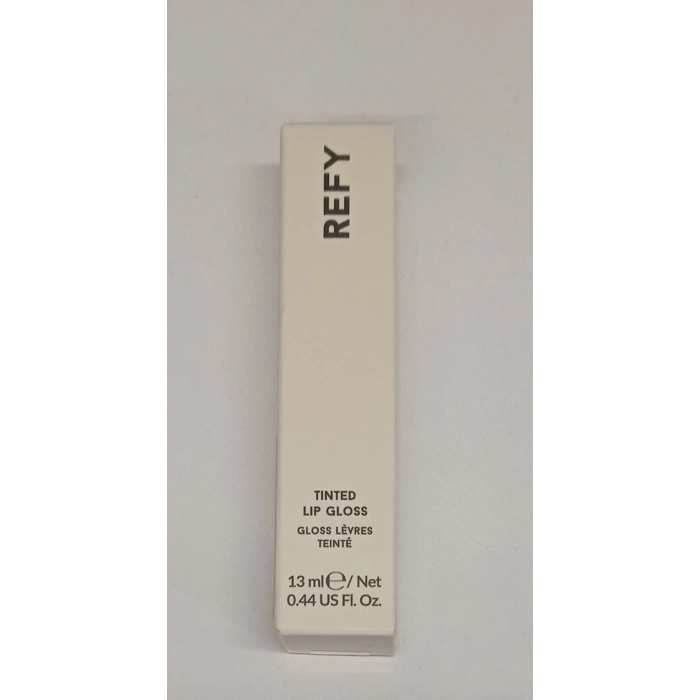 REFY
TINTED
LIP GLOSS
GLOSS LÈVRES
TEINTÉ
13 ml ℮ / Net
0.44 US Fl. Oz.